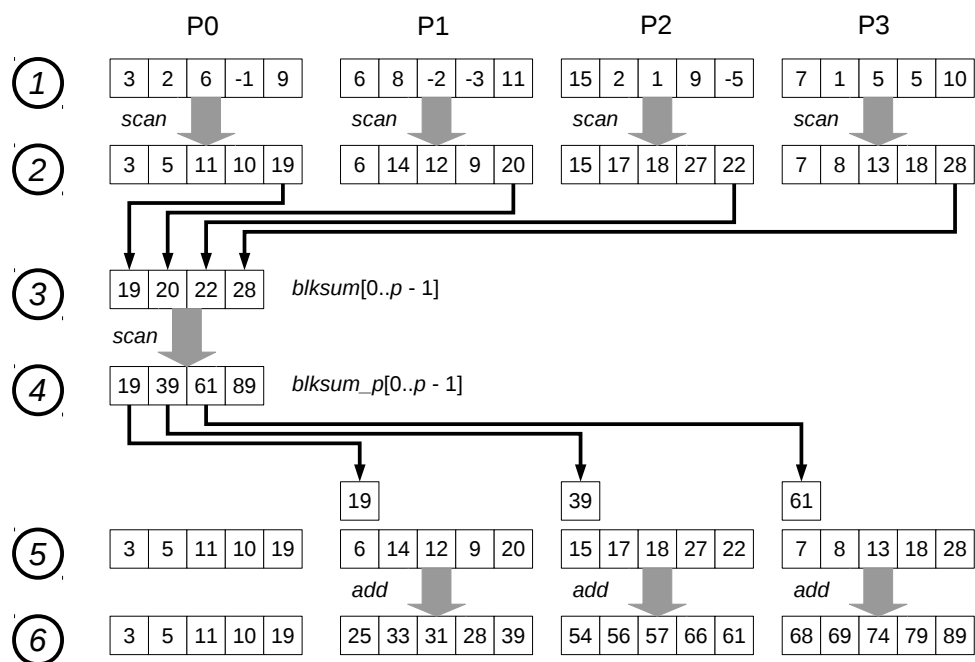 P0 P1 P2 P3
1 3 2 6 -1 9 6 8 -2 -3 11 15 2 1 9 -5 7 1 5 5 10
scan scan scan scan
2 3 5 11 10 19 6 14 12 9 20 15 17 18 27 22 7 8 13 18 28
3 19 20 22 28 blksum[0..p - 1]
scan
4 19 39 61 89 blksum_p[0..p - 1]
19 39 61
5 3 5 11 10 19 6 14 12 9 20 15 17 18 27 22 7 8 13 18 28
add add add
6 3 5 11 10 19 25 33 31 28 39 54 56 57 66 61 68 69 74 79 89